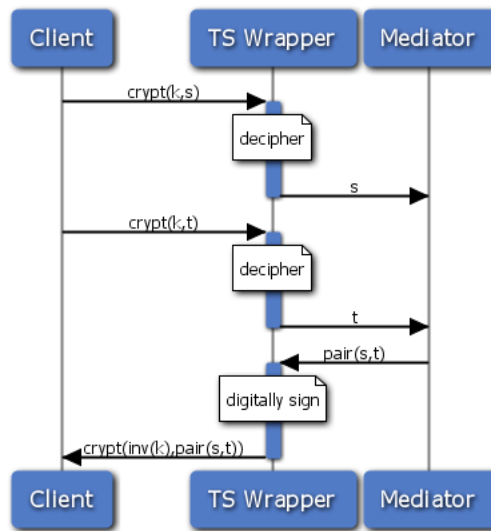 Client TS Wrapper Mediator
crypt(k,s)
decipher
s
crypt(k,t)
decipher
t
pair(s,t)
digitally sign
crypt(inv(k),pair(s,t))
Client TS Wrapper Mediator